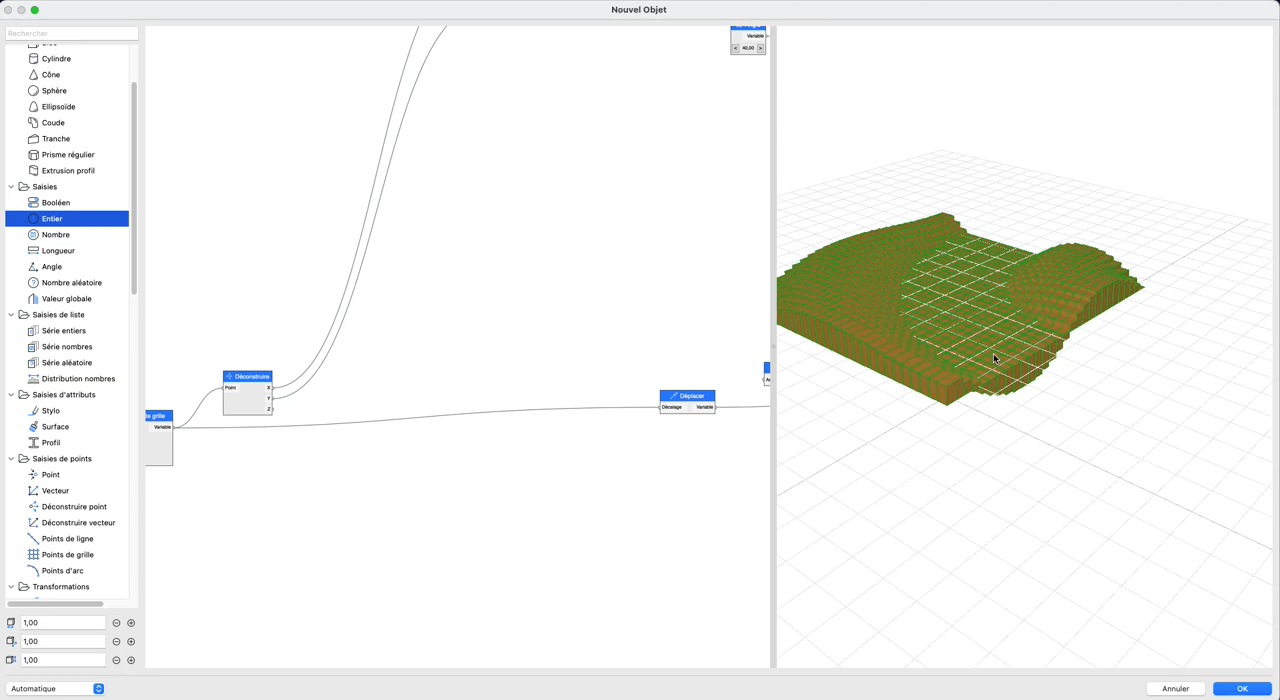 Nouvel Objet
Rechercher
Cylindre
Cône
Sphère
Ellipsoïde
Coude
Tranche
Prisme régulier
Extrusion profil
Saisies
Booléen
Entier
Nombre
Longueur
Angle
Nombre aléatoire
Valeur globale
Saisies de liste
Série entiers
Série nombres
Série aléatoire
Distribution nombres
Saisies d'attributs
Stylo
Surface
Profil
Saisies de points
Point
Vecteur
Déconstruire point
Déconstruire vecteur
Points de ligne
Points de grille
Points d'arc
Transformations
1,00
1,00
1,00
Automatique
Variable
< 40,00 >
Déconstruire
Point X
Y
Z
de grille
Variable
Déplacer
Décalage Variable
Annuler
OK